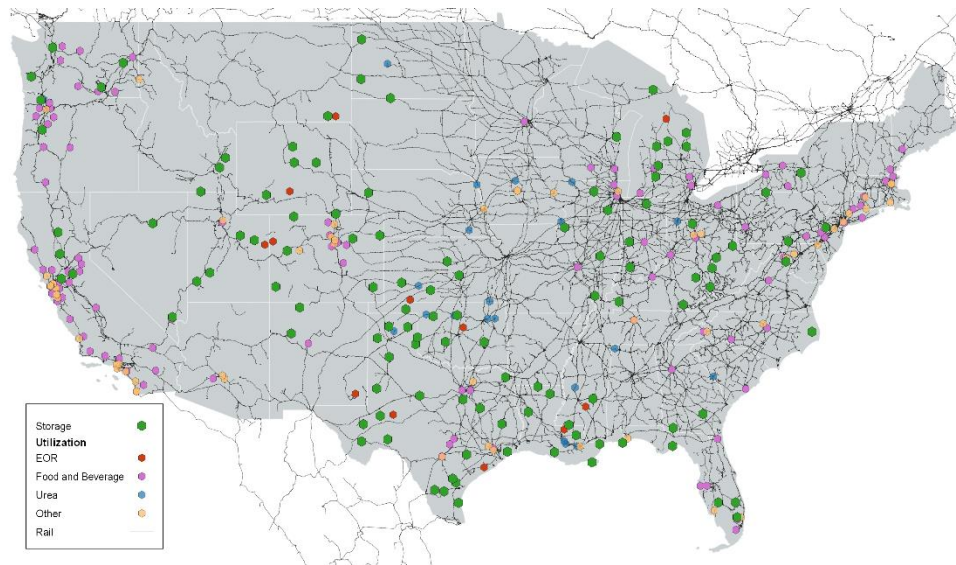 Storage
Utilization
EOR
Food and Beverage
Urea
Other
Rail